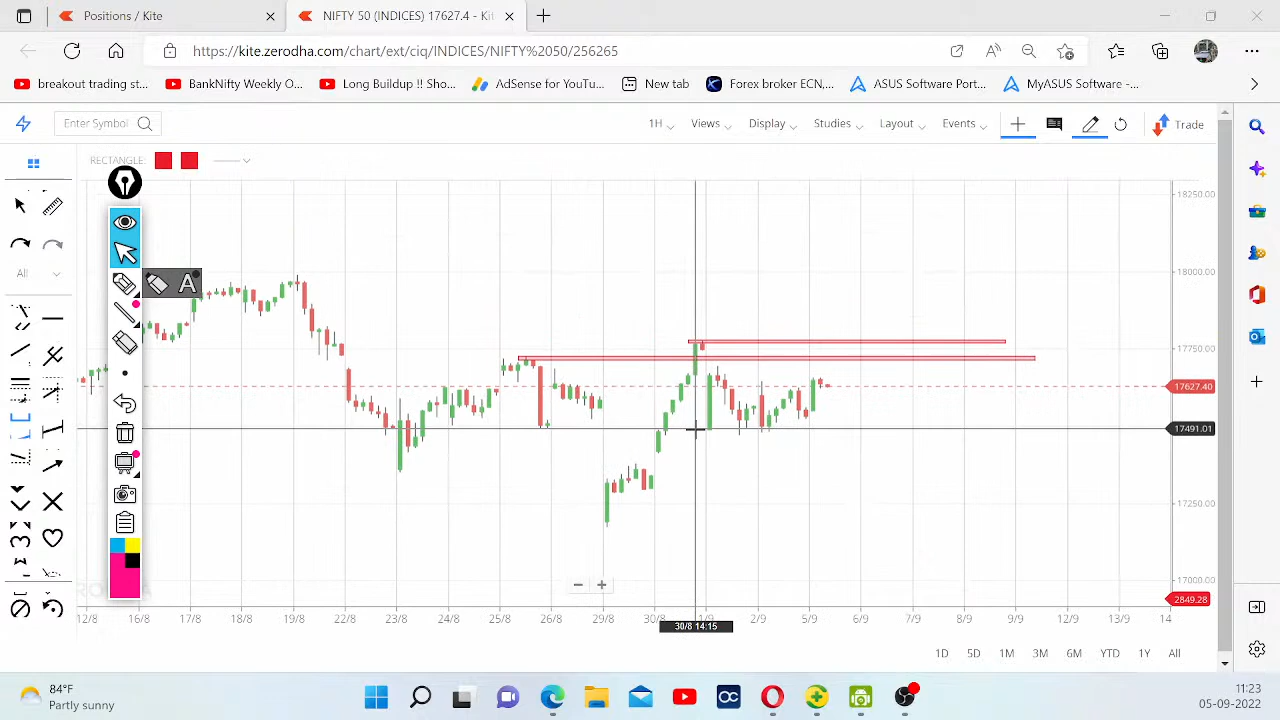 Positions / Kite
NIFTY 50 (INDICES) 17627.4 - Kit
https://kite.zerodha.com/chart/ext/ciq/INDICES/NIFTY%2050/256265
breakout trading st...
BankNifty Weekly O...
Long Buildup !! Sho...
AdSense for YouTu...
New tab
Forex broker ECN,...
ASUS Software Port...
MyASUS Software -...
Enter Symbol
1H
Views
Display
Studies
Layout
Events
Trade
RECTANGLE:
All
A
18250.00
18000.00
17750.00
17627.40
17491.01
17250.00
17000.00
2849.28
12/8 16/8 17/8 18/8 19/8 22/8 23/8 24/8 25/8 26/8 29/8 30/8 1/9 2/9 5/9 6/9 7/9 8/9 9/9 13/9 14
30/8 14:15
1D 5D 1M 3M 6M YTD 1Y All
84°F
Partly sunny
OC
11:23
05-09-2022